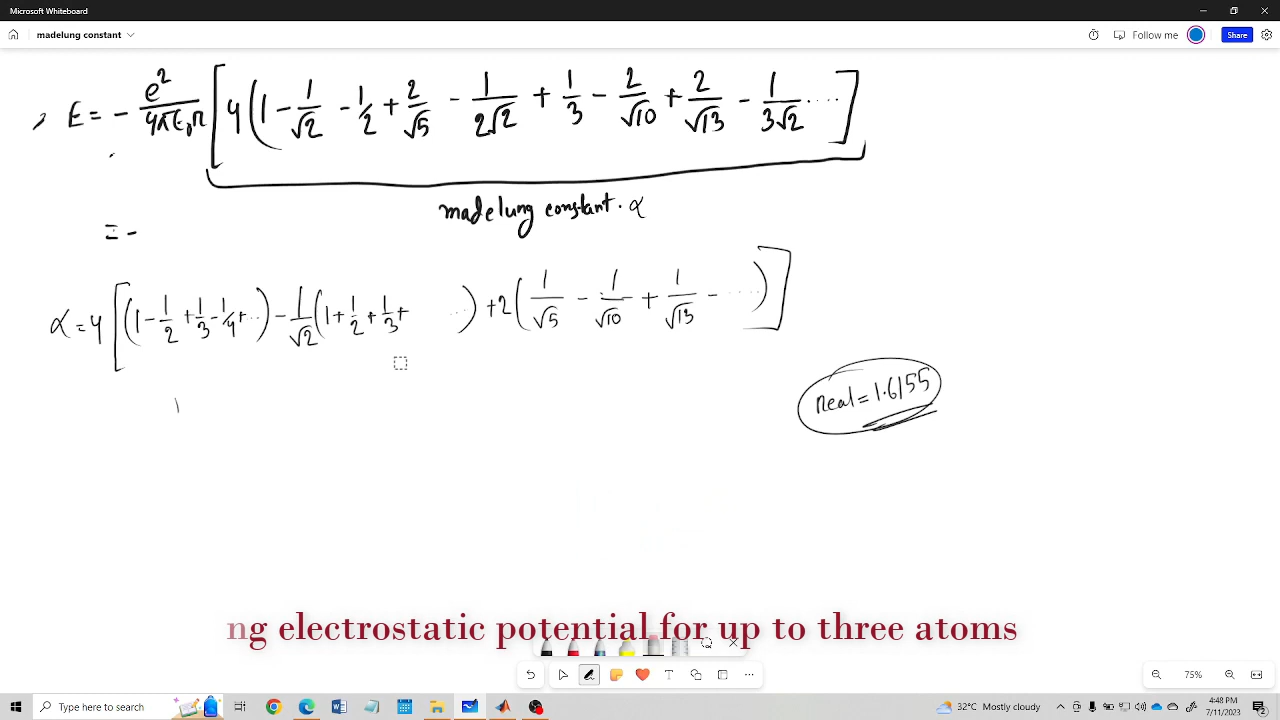 Microsoft Whiteboard
madelung constant
Follow me
Share
, E = - e²/4πε₀r [4(1 - 1/√2 - 1/2 + 2/√5 - 1/2√2 + 1/3 - 2/√10 + 2/√13 - 1/3√2 ....]
madelung constant. α
= -
α = 4[(1 - 1/2 + 1/3 - 1/4 + ..) - 1/√2 (1 + 1/2 + 1/3 + ...) + 2(1/√5 - 1/√10 + 1/√13 - ....)]
real = 1.6155
ng electrostatic potential for up to three atoms
75%
Type here to search
32°C Mostly cloudy
4:48 PM
7/11/2023